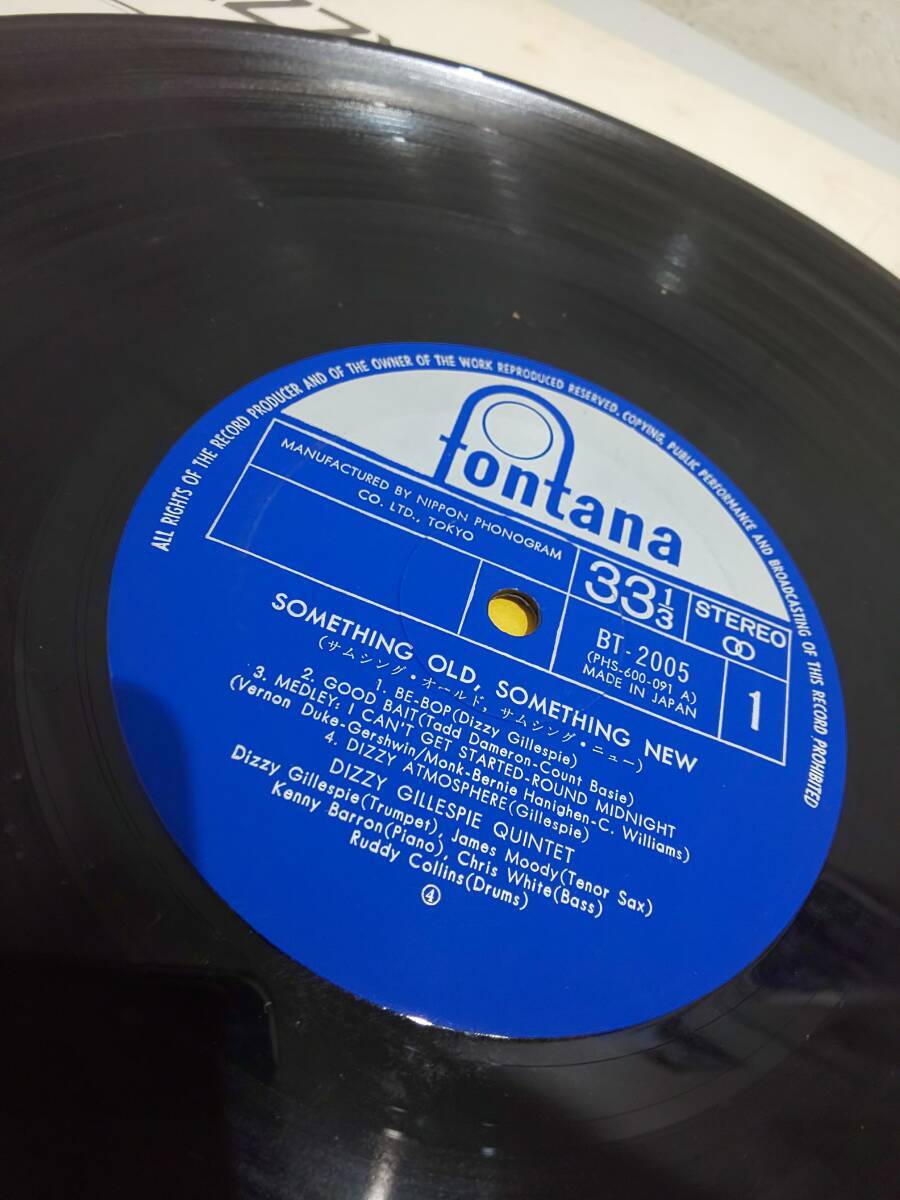 ALL RIGHTS OF THE RECORD PRODUCER AND OF THE OWNER OF THE WORK REPRODUCED RESERVED. COPYING, PUBLIC PERFORMANCE AND BROADCASTING OF THIS RECORD PROHIBITED
fontana
MANUFACTURED BY NIPPON PHONOGRAM
CO. LTD., TOKYO
33 1/3
STEREO
BT-2005
(PHS-600-091 A)
MADE IN JAPAN
1
SOMETHING OLD, SOMETHING NEW
(サムシング・オールド，サムシング・ニュー)
1. BE-BOP(Dizzy Gillespie)
2. GOOD BAIT(Tadd Dameron-Count Basie)
3. MEDLEY: I CAN'T GET STARTED-ROUND MIDNIGHT
(Vernon Duke-Gershwin/Monk-Bernie Hanighen-C. Williams)
4. DIZZY ATMOSPHERE(Gillespie)
DIZZY GILLESPIE QUINTET
Dizzy Gillespie(Trumpet), James Moody(Tenor Sax)
Kenny Barron(Piano), Chris White(Bass)
Ruddy Collins(Drums)
④